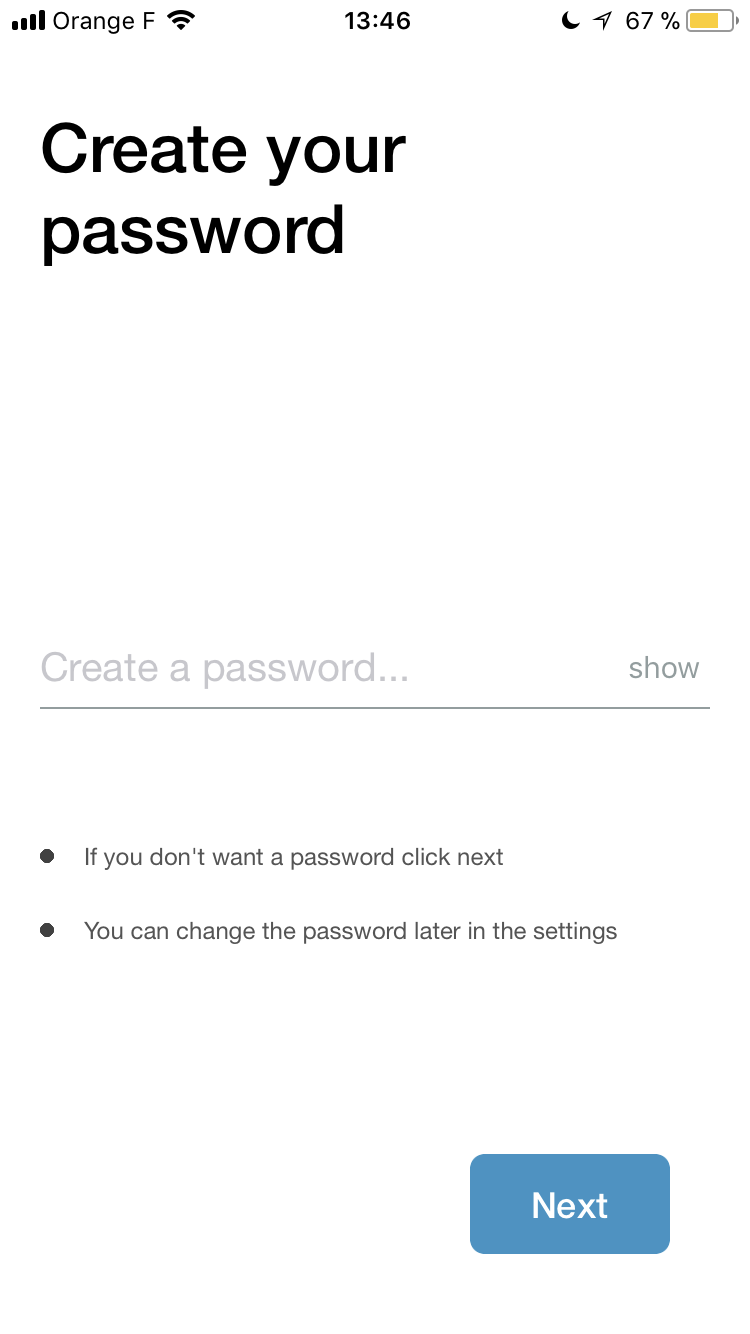 Orange F 13:46 67 %
Create your
password
Create a password... show
If you don't want a password click next
You can change the password later in the settings
Next